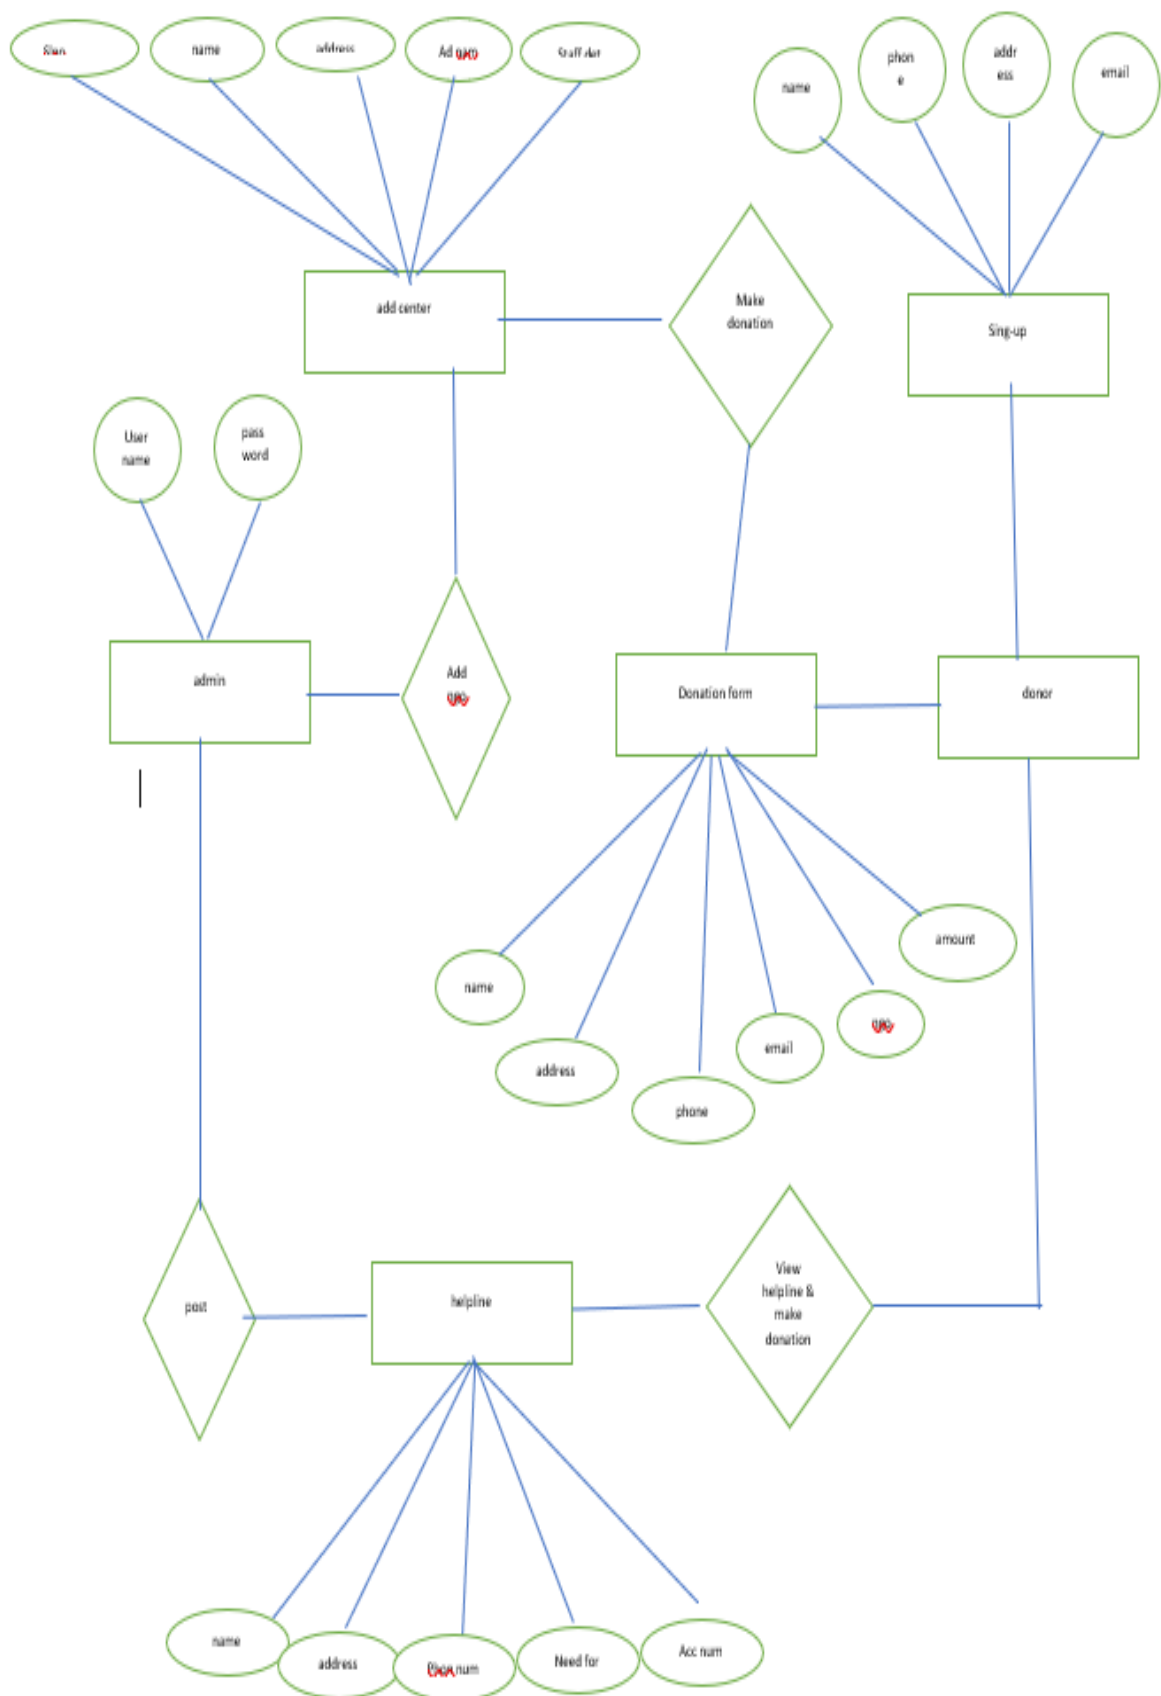 name
address
Ad
Staff det
name
phon
e
addr
ess
email
add center
Make
donation
Sing-up
User
name
pass
word
admin
Add
Donation form
donor
amount
name
email
address
phone
View
helpline &
make
donation
post
helpline
name
address
num
Need for
Acc num